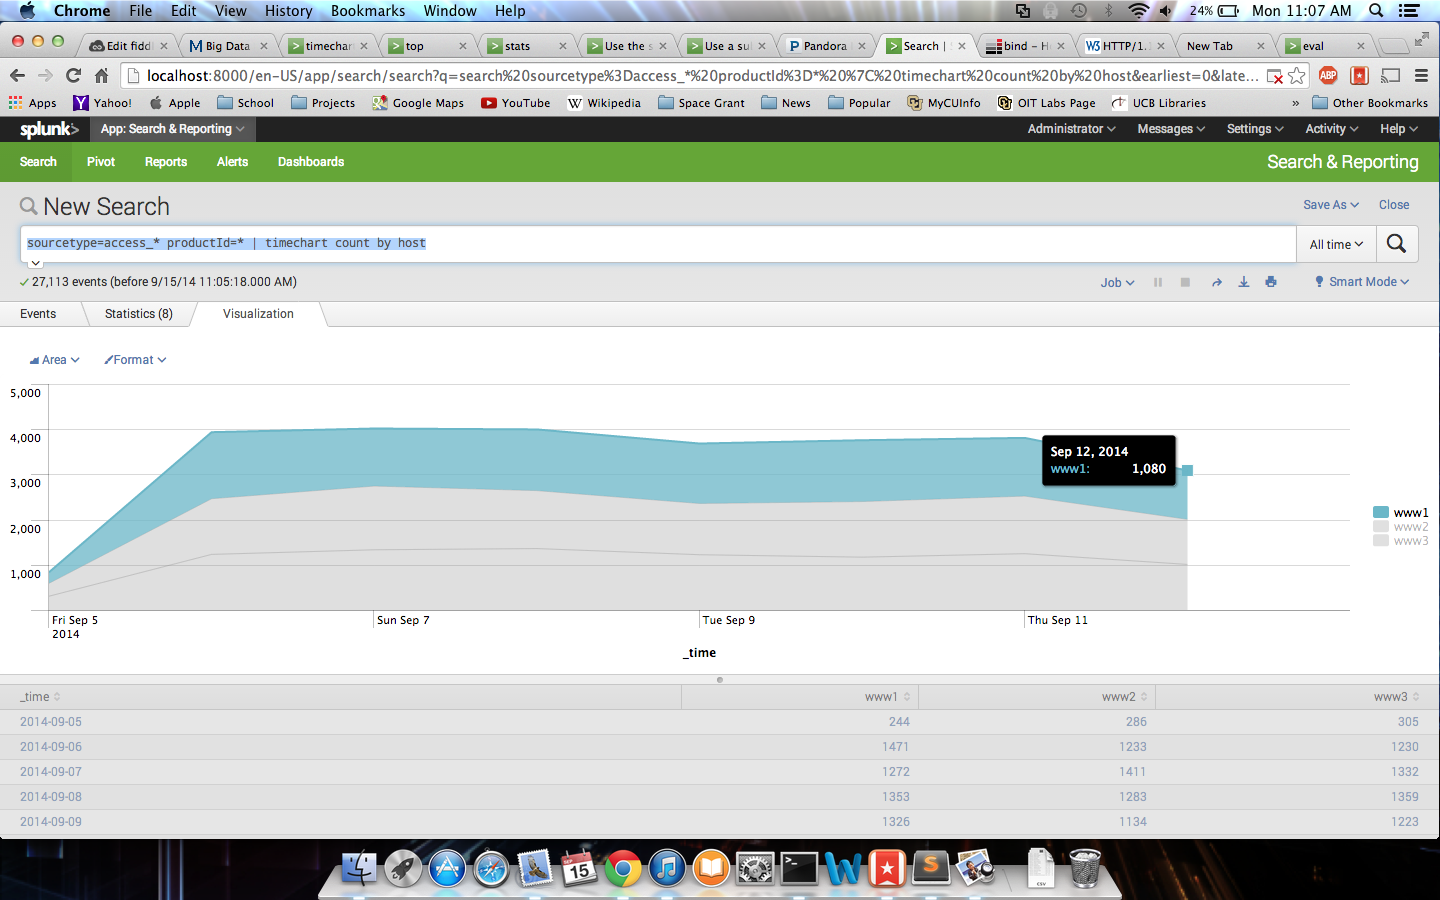 Chrome File Edit View History Bookmarks Window Help 24% Mon 11:07 AM
Edit fiddl Big Data timechar top stats Use the s Use a sul Pandora Search | S bind – Hi HTTP/1. New Tab eval
localhost:8000/en-US/app/search/search?q=search%20sourcetype%3Daccess_*%20productId%3D*%20%7C%20timechart%20count%20by%20host&earliest=0&late... ABP
Apps Yahoo! Apple School Projects Google Maps YouTube Wikipedia Space Grant News Popular MyCUInfo OIT Labs Page UCB Libraries » Other Bookmarks
splunk> App: Search & Reporting Administrator Messages Settings Activity Help
Search Pivot Reports Alerts Dashboards Search & Reporting
New Search Save As Close
sourcetype=access_* productId=* | timechart count by host All time
27,113 events (before 9/15/14 11:05:18.000 AM) Job Smart Mode
Events Statistics (8) Visualization
Area Format
5,000
4,000
3,000
2,000
1,000
Sep 12, 2014
www1: 1,080
www1
www2
www3
Fri Sep 5 Sun Sep 7 Tue Sep 9 Thu Sep 11
2014
_time
_time www1 www2 www3
2014-09-05 244 286 305
2014-09-06 1471 1233 1230
2014-09-07 1272 1411 1332
2014-09-08 1353 1283 1359
2014-09-09 1326 1134 1223
SEP
15
CSV